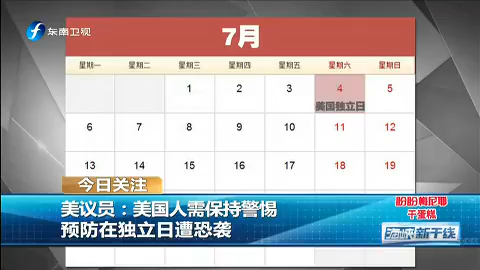 东南卫视
7月
星期一 星期二 星期三 星期四 星期五 星期六 星期日
1 2 3 4 5
美国独立日
6 7 8 9 10 11 12
13 14 15 16 17 18 19
今日关注
美议员：美国人需保持警惕
预防在独立日遭恐袭
盼盼梅尼耶
干蛋糕
海峡新干线